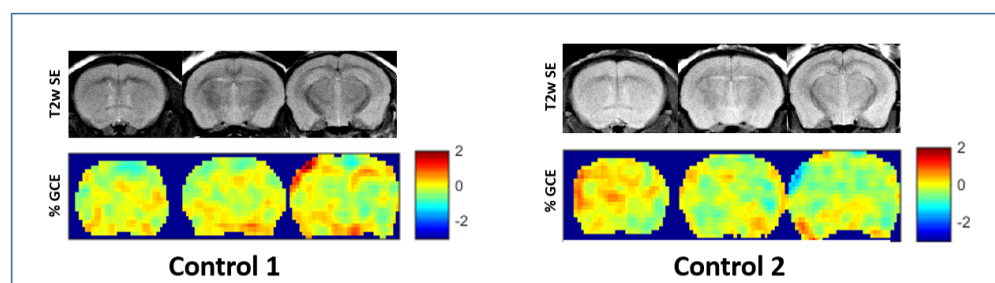 T2w SE
% GCE
2
0
-2
Control 1
T2w SE
% GCE
2
0
-2
Control 2